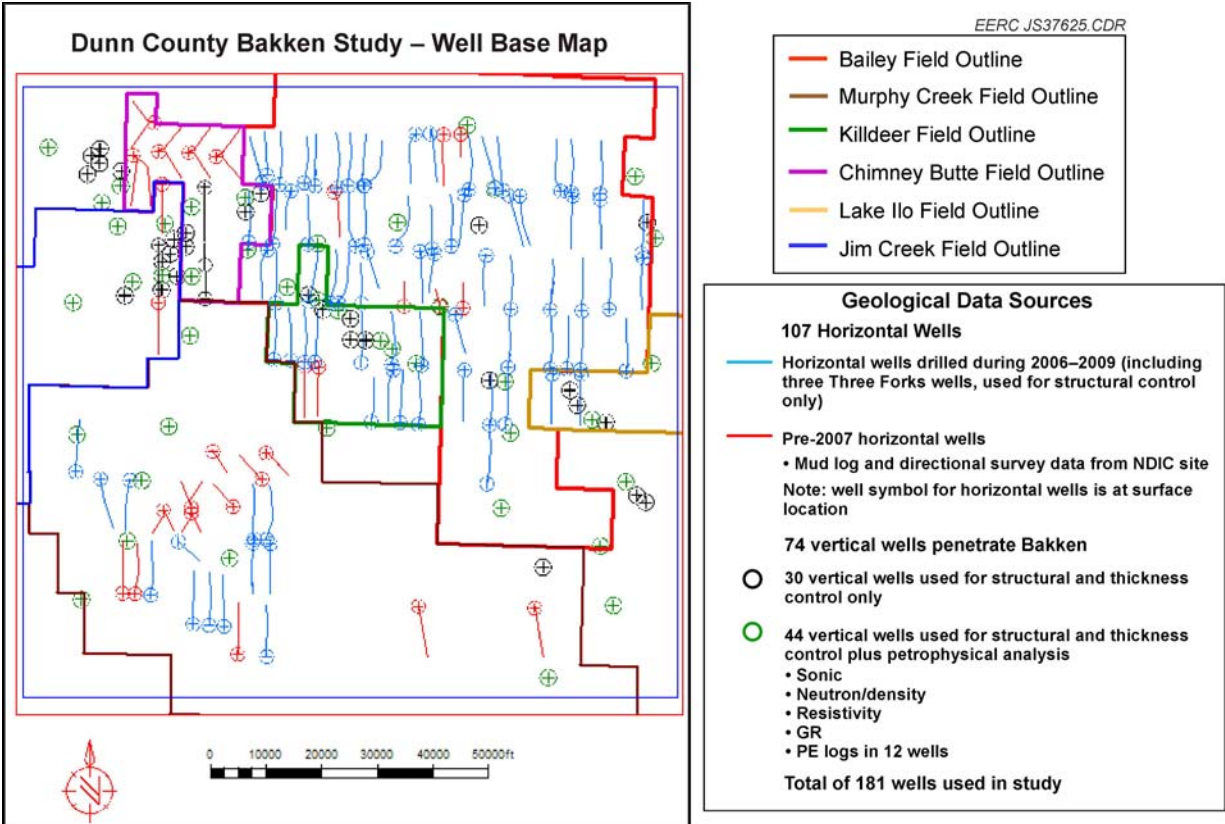 EERC JS37625.CDR
Dunn County Bakken Study – Well Base Map
Bailey Field Outline
Murphy Creek Field Outline
Killdeer Field Outline
Chimney Butte Field Outline
Lake Ilo Field Outline
Jim Creek Field Outline
Geological Data Sources
107 Horizontal Wells
Horizontal wells drilled during 2006–2009 (including
three Three Forks wells, used for structural control
only)
Pre-2007 horizontal wells
• Mud log and directional survey data from NDIC site
Note: well symbol for horizontal wells is at surface
location
74 vertical wells penetrate Bakken
30 vertical wells used for structural and thickness
control only
44 vertical wells used for structural and thickness
control plus petrophysical analysis
• Sonic
• Neutron/density
• Resistivity
• GR
• PE logs in 12 wells
Total of 181 wells used in study
0 10000 20000 30000 40000 50000ft
N